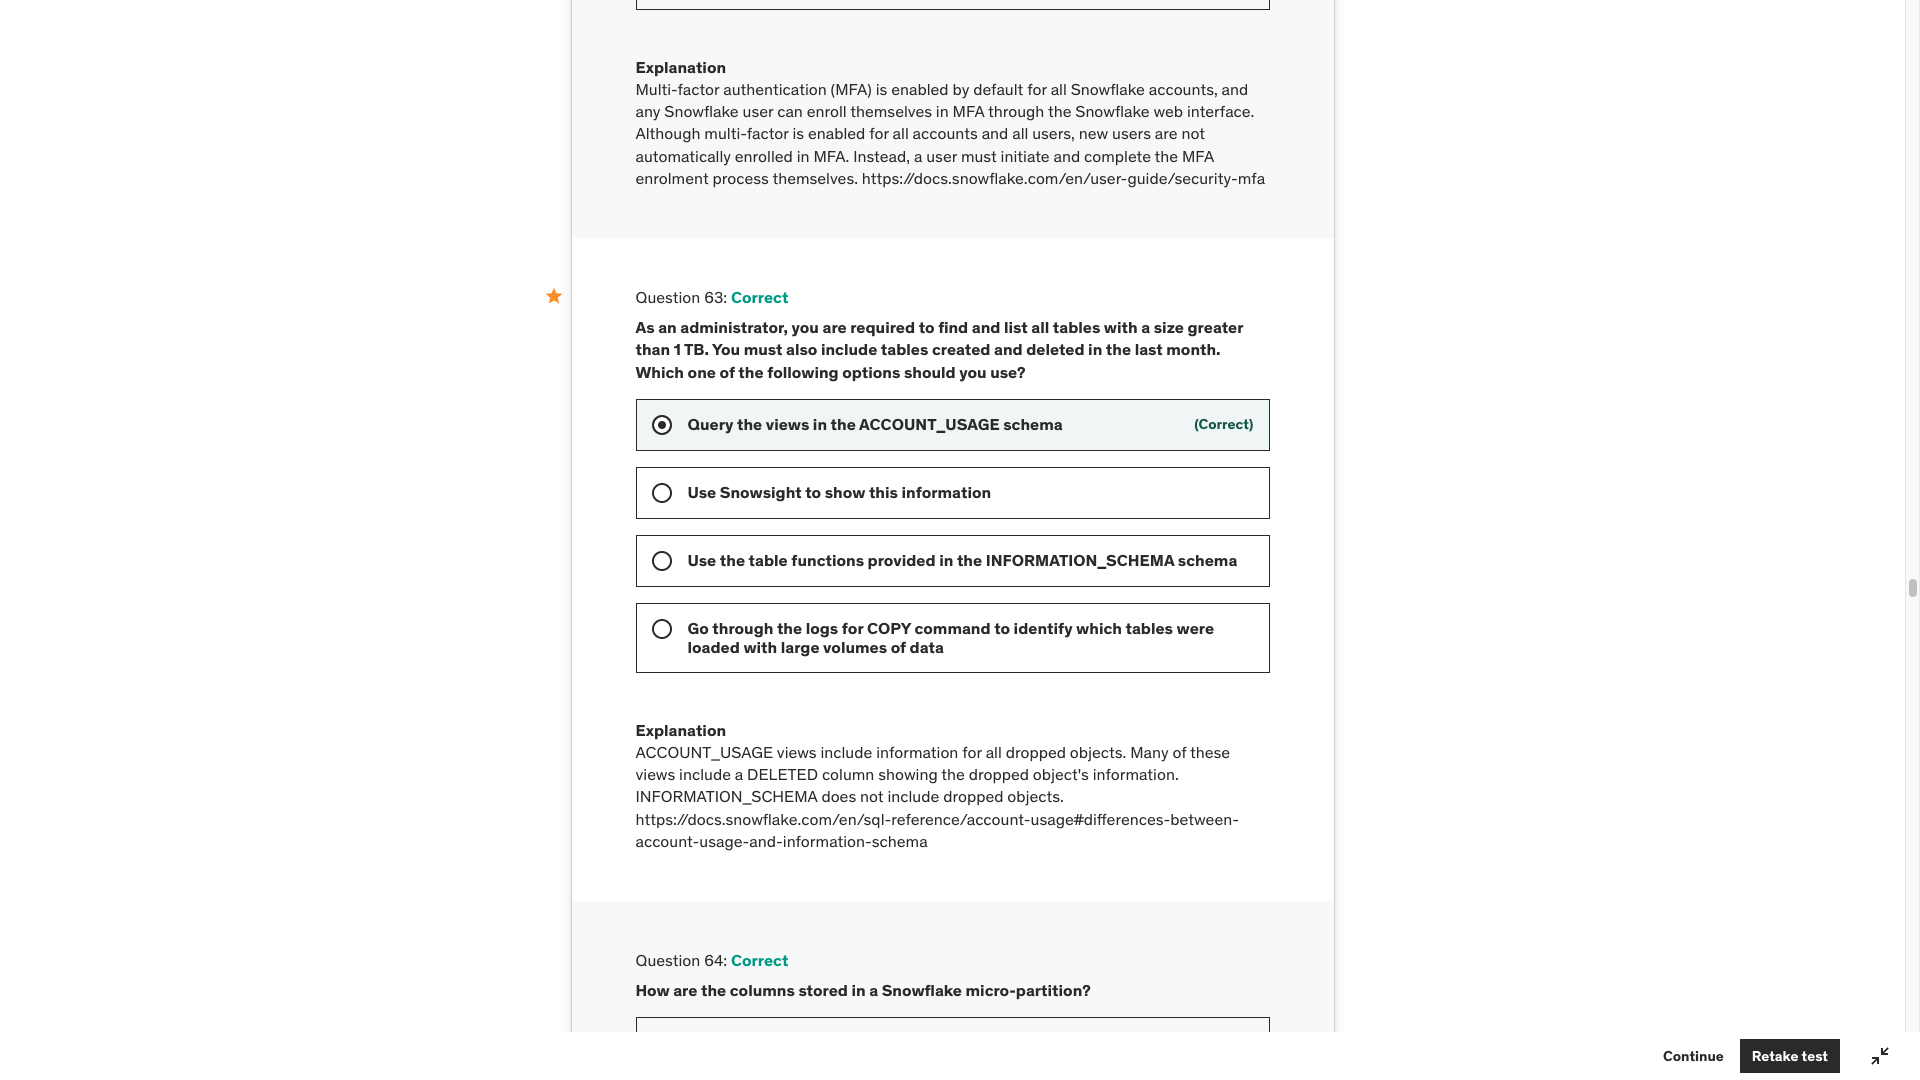 Explanation
Multi-factor authentication (MFA) is enabled by default for all Snowflake accounts, and
any Snowflake user can enroll themselves in MFA through the Snowflake web interface.
Although multi-factor is enabled for all accounts and all users, new users are not
automatically enrolled in MFA. Instead, a user must initiate and complete the MFA
enrolment process themselves. https://docs.snowflake.com/en/user-guide/security-mfa
Question 63: Correct
As an administrator, you are required to find and list all tables with a size greater
than 1 TB. You must also include tables created and deleted in the last month.
Which one of the following options should you use?
Query the views in the ACCOUNT_USAGE schema (Correct)
Use Snowsight to show this information
Use the table functions provided in the INFORMATION_SCHEMA schema
Go through the logs for COPY command to identify which tables were
loaded with large volumes of data
Explanation
ACCOUNT_USAGE views include information for all dropped objects. Many of these
views include a DELETED column showing the dropped object's information.
INFORMATION_SCHEMA does not include dropped objects.
https://docs.snowflake.com/en/sql-reference/account-usage#differences-between-
account-usage-and-information-schema
Question 64: Correct
How are the columns stored in a Snowflake micro-partition?
Continue Retake test